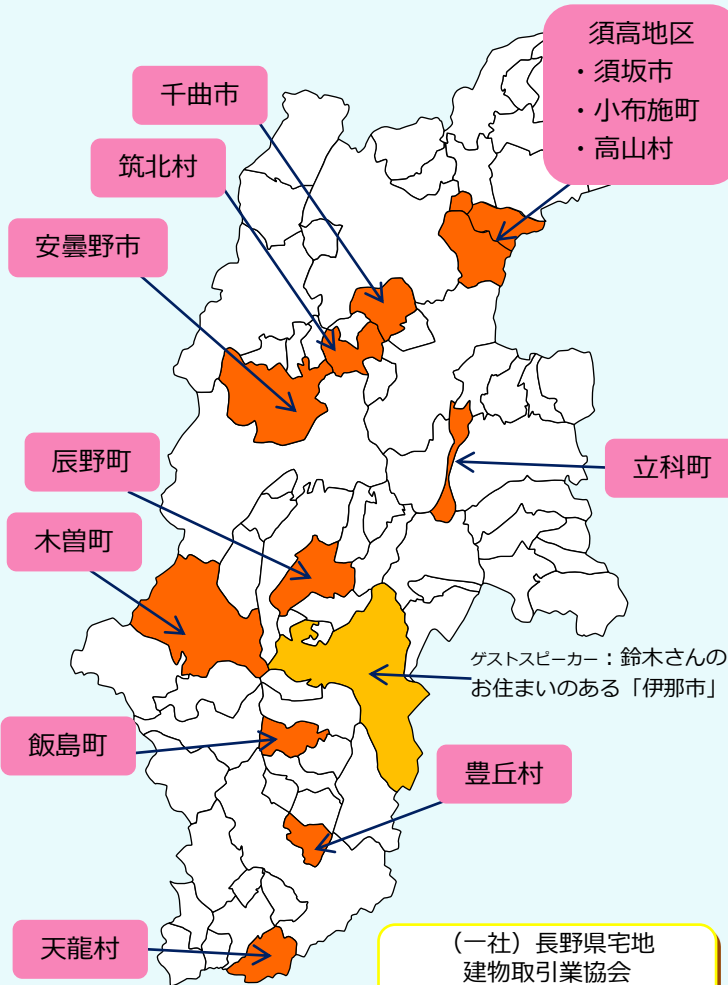 須高地区
・須坂市
・小布施町
・高山村
千曲市
筑北村
安曇野市
辰野町
立科町
木曽町
ゲストスピーカー：鈴木さんの
お住まいのある「伊那市」
飯島町
豊丘村
天龍村
（一社）長野県宅地
建物取引業協会